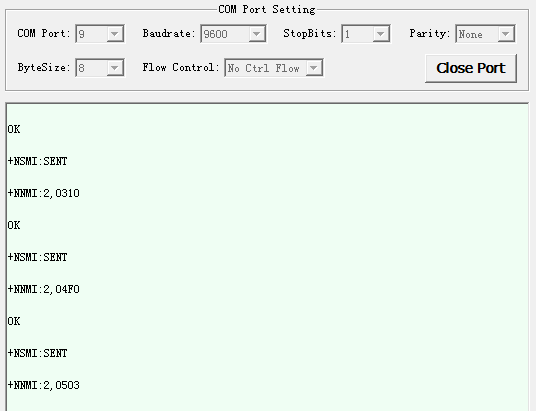 COM Port Setting
COM Port: 9 Baudrate: 9600 StopBits: 1 Parity: None
ByteSize: 8 Flow Control: No Ctrl Flow Close Port
OK
+NSMI:SENT
+NNMI:2,0310
OK
+NSMI:SENT
+NNMI:2,04F0
OK
+NSMI:SENT
+NNMI:2,0503